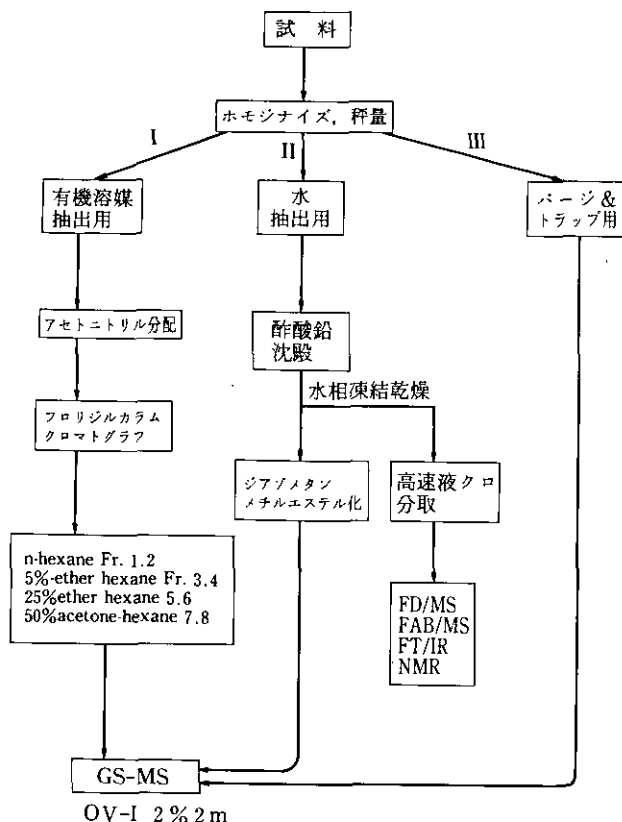 試料
ホモジナイズ，秤量
I
II
III
有機溶媒
抽出用
水
抽出用
パージ＆
トラップ用
アセトニトリル分配
酢酸鉛
沈殿
水相凍結乾燥
フロリジルカラム
クロマトグラフ
ジアゾメタン
メチルエステル化
高速液クロ
分取
n-hexane Fr. 1.2
5%-ether hexane Fr. 3.4
25%ether hexane 5.6
50%acetone-hexane 7.8
FD/MS
FAB/MS
FT/IR
NMR
GS-MS
OV-I 2%2m